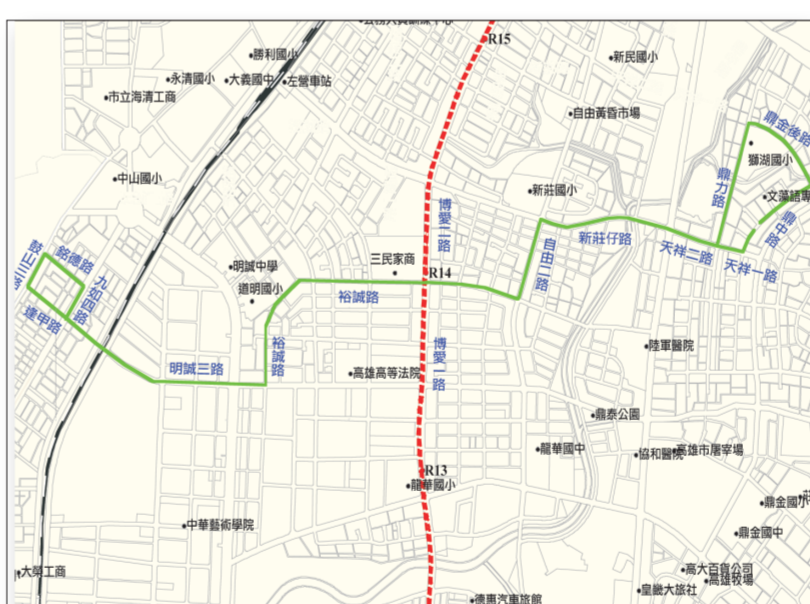 R15
勝利國小
新民國小
永清國小
大義國中
左營車站
市立海清工商
自由黃昏市場
鼎金後路
獅湖國小
中山國小
鼎力路
新莊國小
文藻語專
博愛二路
鼎中路
新莊仔路
自由二路
天祥二路
天祥一路
鼓山三路
銘德路
三民家商
明誠中學
R14
九如四路
道明國小
裕誠路
逢甲路
裕誠路
博愛一路
陸軍醫院
明誠三路
高雄高等法院
鼎泰公園
龍華國中
協和醫院
高雄市屠宰場
R13
龍華國小
鼎金國小
中華藝術學院
鼎金國中
大榮工商
高大百貨公司
高雄牧場
皇畿大旅社
德惠汽車旅館